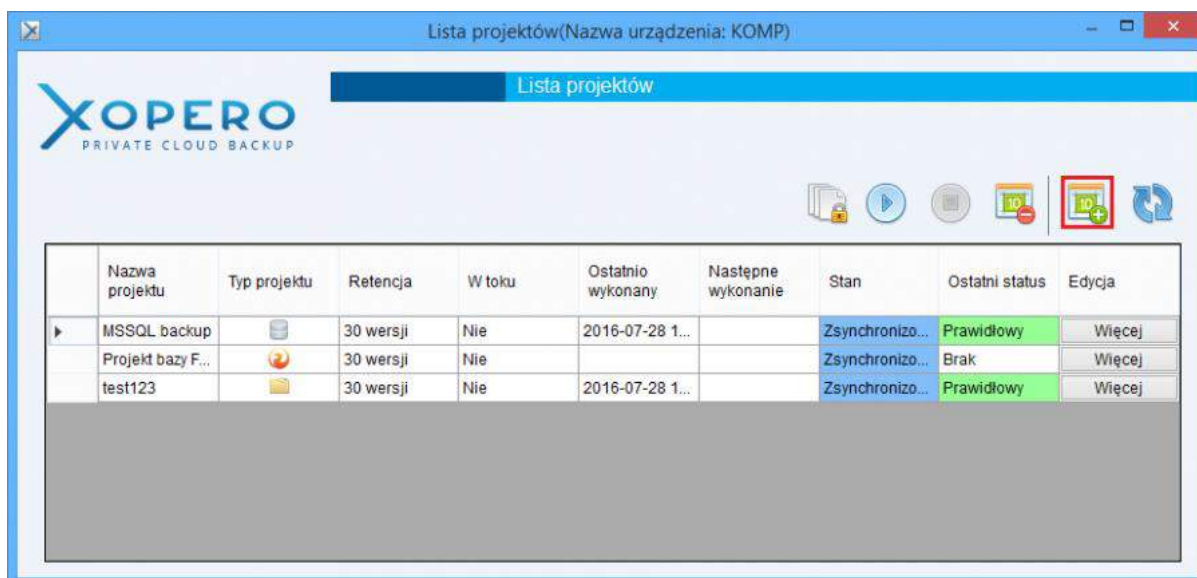 Lista projektów(Nazwa urządzenia: KOMP)
Lista projektów
XOPERO
PRIVATE CLOUD BACKUP
10 10
Nazwa projektu Typ projektu Retencja W toku Ostatnio wykonany Następne wykonanie Stan Ostatni status Edycja
MSSQL backup 30 wersji Nie 2016-07-28 1... Zsynchronizo... Prawidłowy Więcej
Projekt bazy F... 30 wersji Nie Zsynchronizo... Brak Więcej
test123 30 wersji Nie 2016-07-28 1... Zsynchronizo... Prawidłowy Więcej